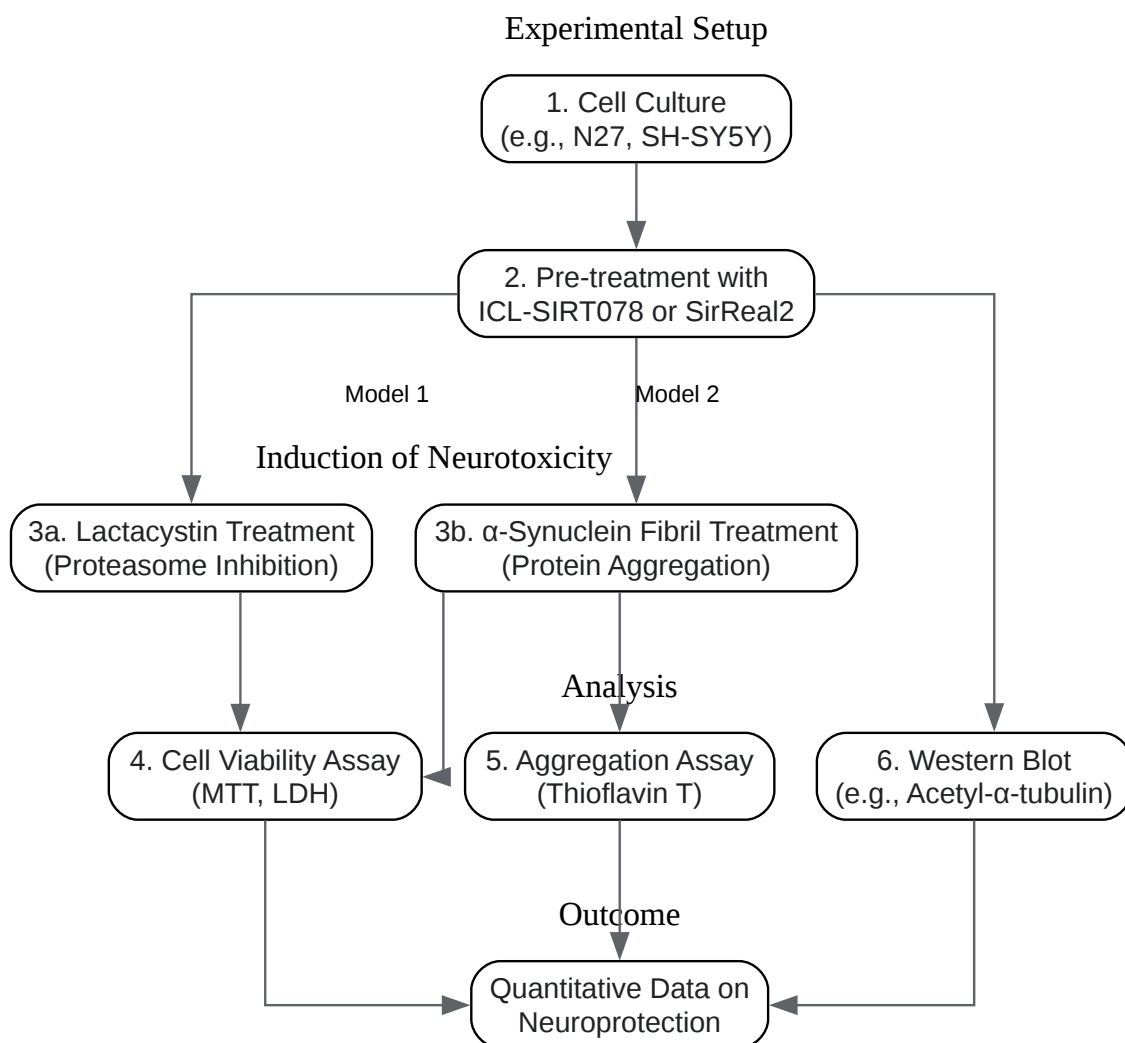 Experimental Setup
1. Cell Culture
(e.g., N27, SH-SY5Y)
2. Pre-treatment with
ICL-SIRT078 or SirReal2
Model 1
Model 2
Induction of Neurotoxicity
3a. Lactacystin Treatment
(Proteasome Inhibition)
3b. α-Synuclein Fibril Treatment
(Protein Aggregation)
Analysis
4. Cell Viability Assay
(MTT, LDH)
5. Aggregation Assay
(Thioflavin T)
6. Western Blot
(e.g., Acetyl-α-tubulin)
Outcome
Quantitative Data on
Neuroprotection